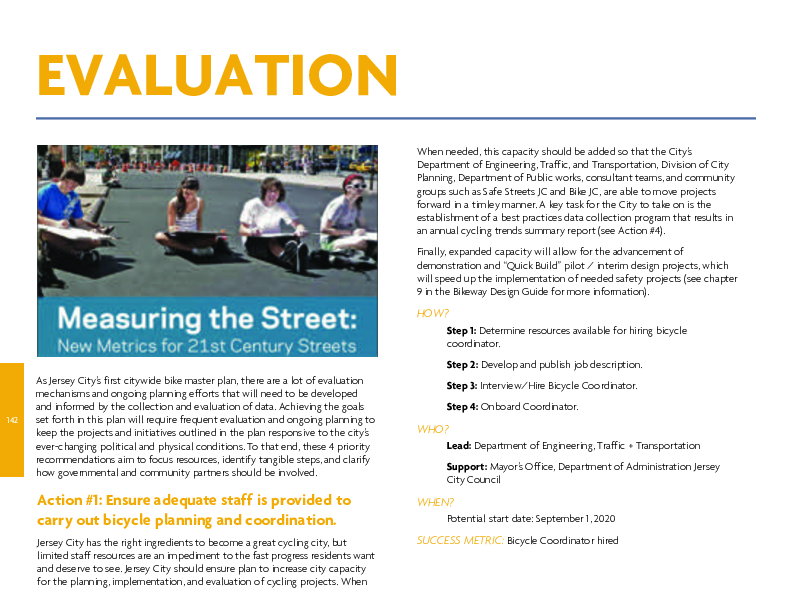 EVALUATION
Measuring the Street:
New Metrics for 21st Century Streets
As Jersey City's first citywide bike master plan, there are a lot of evaluation
mechanisms and ongoing planning efforts that will need to be developed
and informed by the collection and evaluation of data. Achieving the goals
set forth in this plan will require frequent evaluation and ongoing planning to
keep the projects and initiatives outlined in the plan responsive to the city's
ever-changing political and physical conditions. To that end, these 4 priority
recommendations aim to focus resources, identify tangible steps, and clarify
how governmental and community partners should be involved.
142
Action #1: Ensure adequate staff is provided to
carry out bicycle planning and coordination.
Jersey City has the right ingredients to become a great cycling city, but
limited staff resources are an impediment to the fast progress residents want
and deserve to see. Jersey City should ensure plan to increase city capacity
for the planning, implementation, and evaluation of cycling projects. When
When needed, this capacity should be added so that the City's
Department of Engineering, Traffic, and Transportation, Division of City
Planning, Department of Public works, consultant teams, and community
groups such as Safe Streets JC and Bike JC, are able to move projects
forward in a timley manner. A key task for the City to take on is the
establishment of a best practices data collection program that results in
an annual cycling trends summary report (see Action #4).
Finally, expanded capacity will allow for the advancement of
demonstration and "Quick Build" pilot / interim design projects, which
will speed up the implementation of needed safety projects (see chapter
9 in the Bikeway Design Guide for more information).
HOW?
Step 1: Determine resources available for hiring bicycle
coordinator.
Step 2: Develop and publish job description.
Step 3: Interview/Hire Bicycle Coordinator.
Step 4: Onboard Coordinator.
WHO?
Lead: Department of Engineering, Traffic + Transportation
Support: Mayor's Office, Department of Administration Jersey
City Council
WHEN?
Potential start date: September 1, 2020
SUCCESS METRIC: Bicycle Coordinator hired